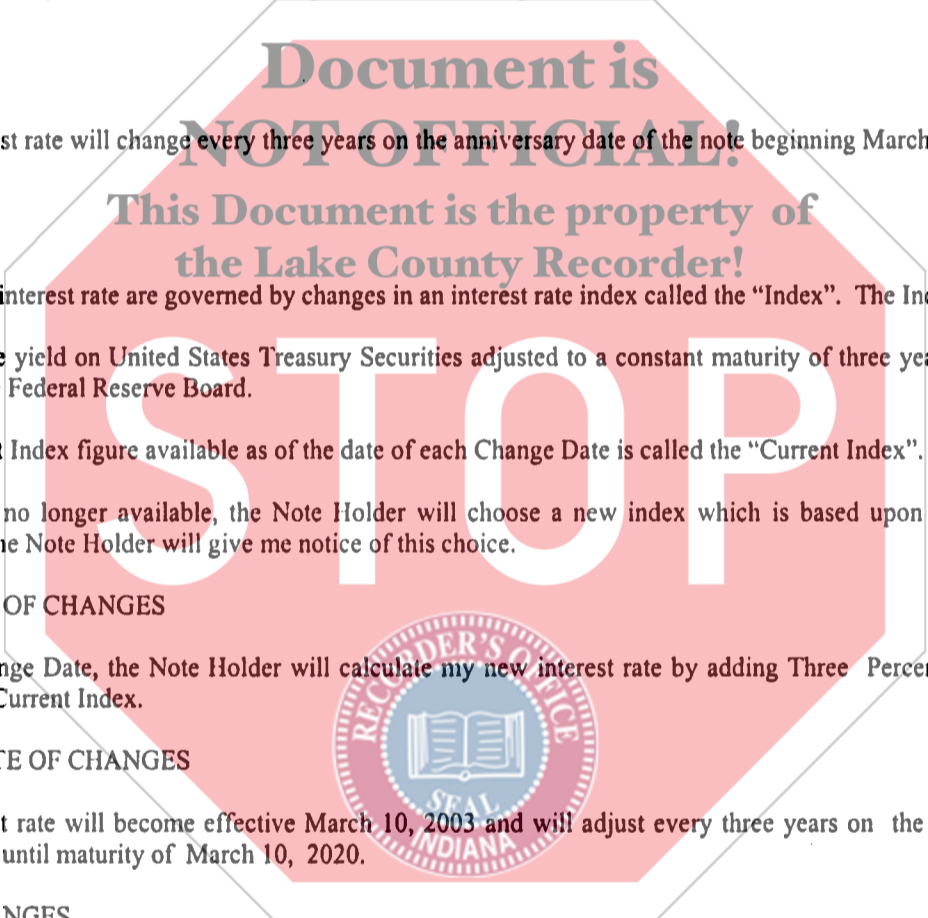 Document is
NOT OFFICIAL!
st rate will change every three years on the anniversary date of the note beginning March
This Document is the property of
the Lake County Recorder!
interest rate are governed by changes in an interest rate index called the “Index”. The
yield on United States Treasury Securities adjusted to a constant maturity of three
Federal Reserve Board.
STOP
Index figure available as of the date of each Change Date is called the “Current Index”.
no longer available, the Note Holder will choose a new index which is based upon
Note Holder will give me notice of this choice.
OF CHANGES
nge Date, the Note Holder will calculate my new interest rate by adding Three Perce
Current Index.
TE OF CHANGES
t rate will become effective March 10, 2003 and will adjust every three years on the
until maturity of March 10, 2020.
RECORDER'S OFFICE
SEAL
INDIANA
NGES